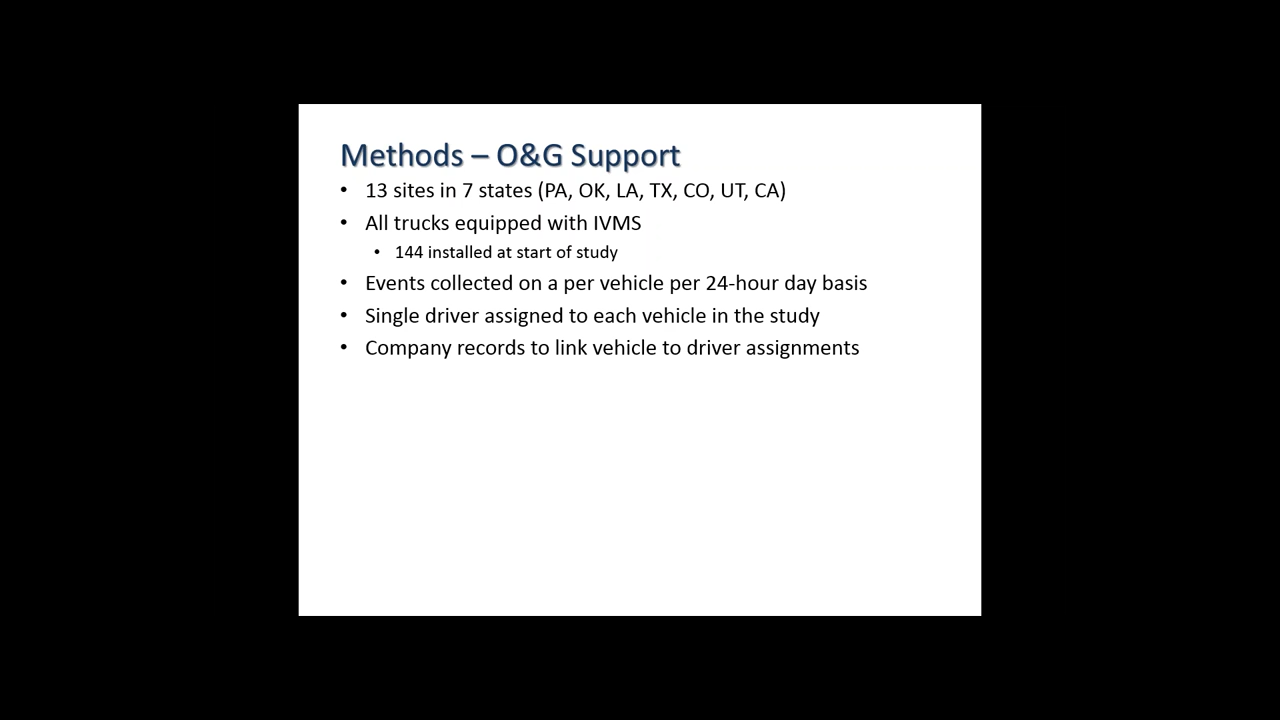 Methods – O&G Support
• 13 sites in 7 states (PA, OK, LA, TX, CO, UT, CA)
• All trucks equipped with IVMS
• 144 installed at start of study
• Events collected on a per vehicle per 24-hour day basis
• Single driver assigned to each vehicle in the study
• Company records to link vehicle to driver assignments